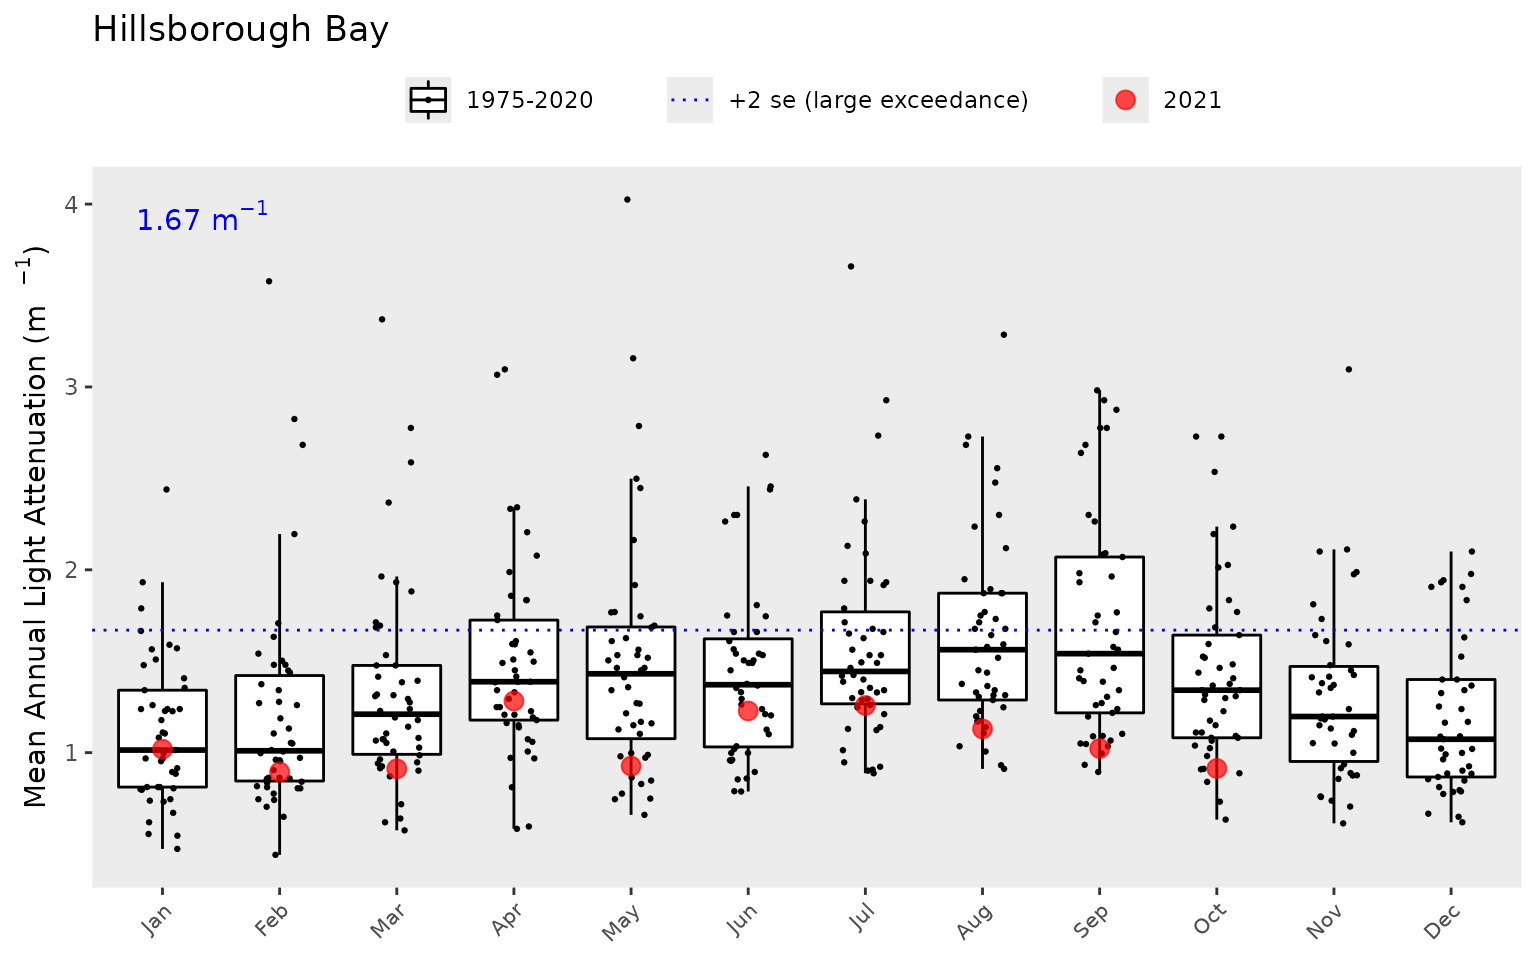 Hillsborough Bay
1975-2020
+2 se (large exceedance)
2021
1.67 m⁻¹
Mean Annual Light Attenuation (m ⁻¹)
4
3
2
1
Jan
Feb
Mar
Apr
May
Jun
Jul
Aug
Sep
Oct
Nov
Dec